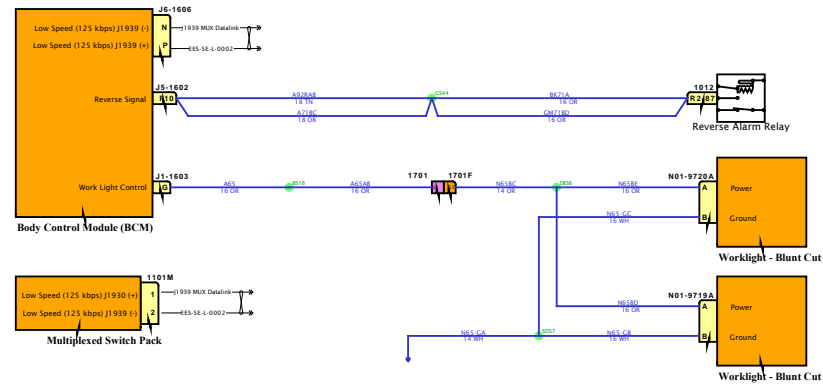 J6-1606
Low Speed (125 kbps) J1939 (-)
N
J1939 MUX Datalink
Low Speed (125 kbps) J1939 (+)
P
EES-SE-L-0002
J5-1602
Reverse Signal
F10
A92RAB
18 TN
A71BC
18 OR
GS44
BK71A
16 OR
GM71BD
16 OR
1012
R2/87
Reverse Alarm Relay
J1-1603
Work Light Control
G
A65
16 OR
BS16
A65AB
16 OR
1701
1701F
N65BC
14 OR
SB56
N65BE
16 OR
N01-9720A
A
Power
N65-GC
16 WH
B
Ground
Body Control Module (BCM)
Worklight - Blunt Cut
1101M
Low Speed (125 kbps) J1930 (+)
1
J1939 MUX Datalink
Low Speed (125 kbps) J1939 (-)
2
EES-SE-L-0002
Multiplexed Switch Pack
N01-9719A
N65BD
16 OR
A
Power
N65-GA
14 WH
SD57
N65-GB
16 WH
B
Ground
Worklight - Blunt Cut